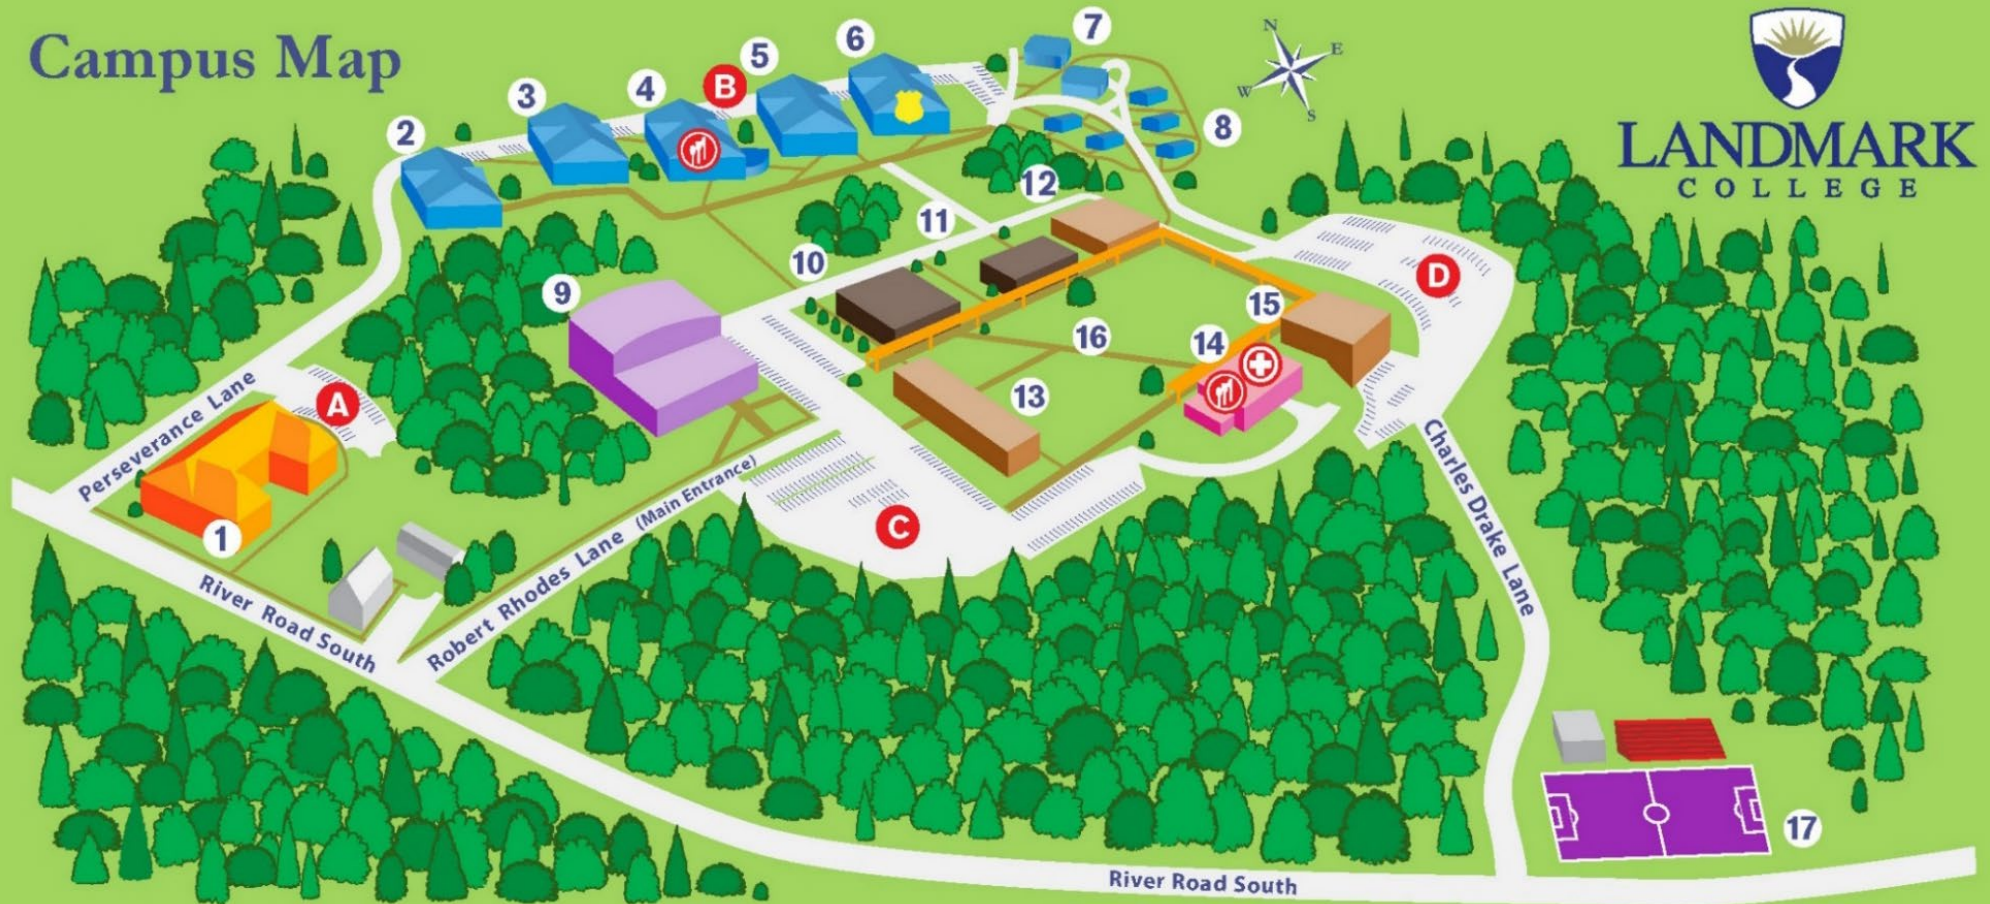 Campus Map
N
E
W
S
LANDMARK
COLLEGE
1
2
3
4
B
5
6
7
8
9
10
11
12
13
14
15
16
17
A
C
D
Perseverance Lane
River Road South
Robert Rhodes Lane (Main Entrance)
Charles Drake Lane
River Road South